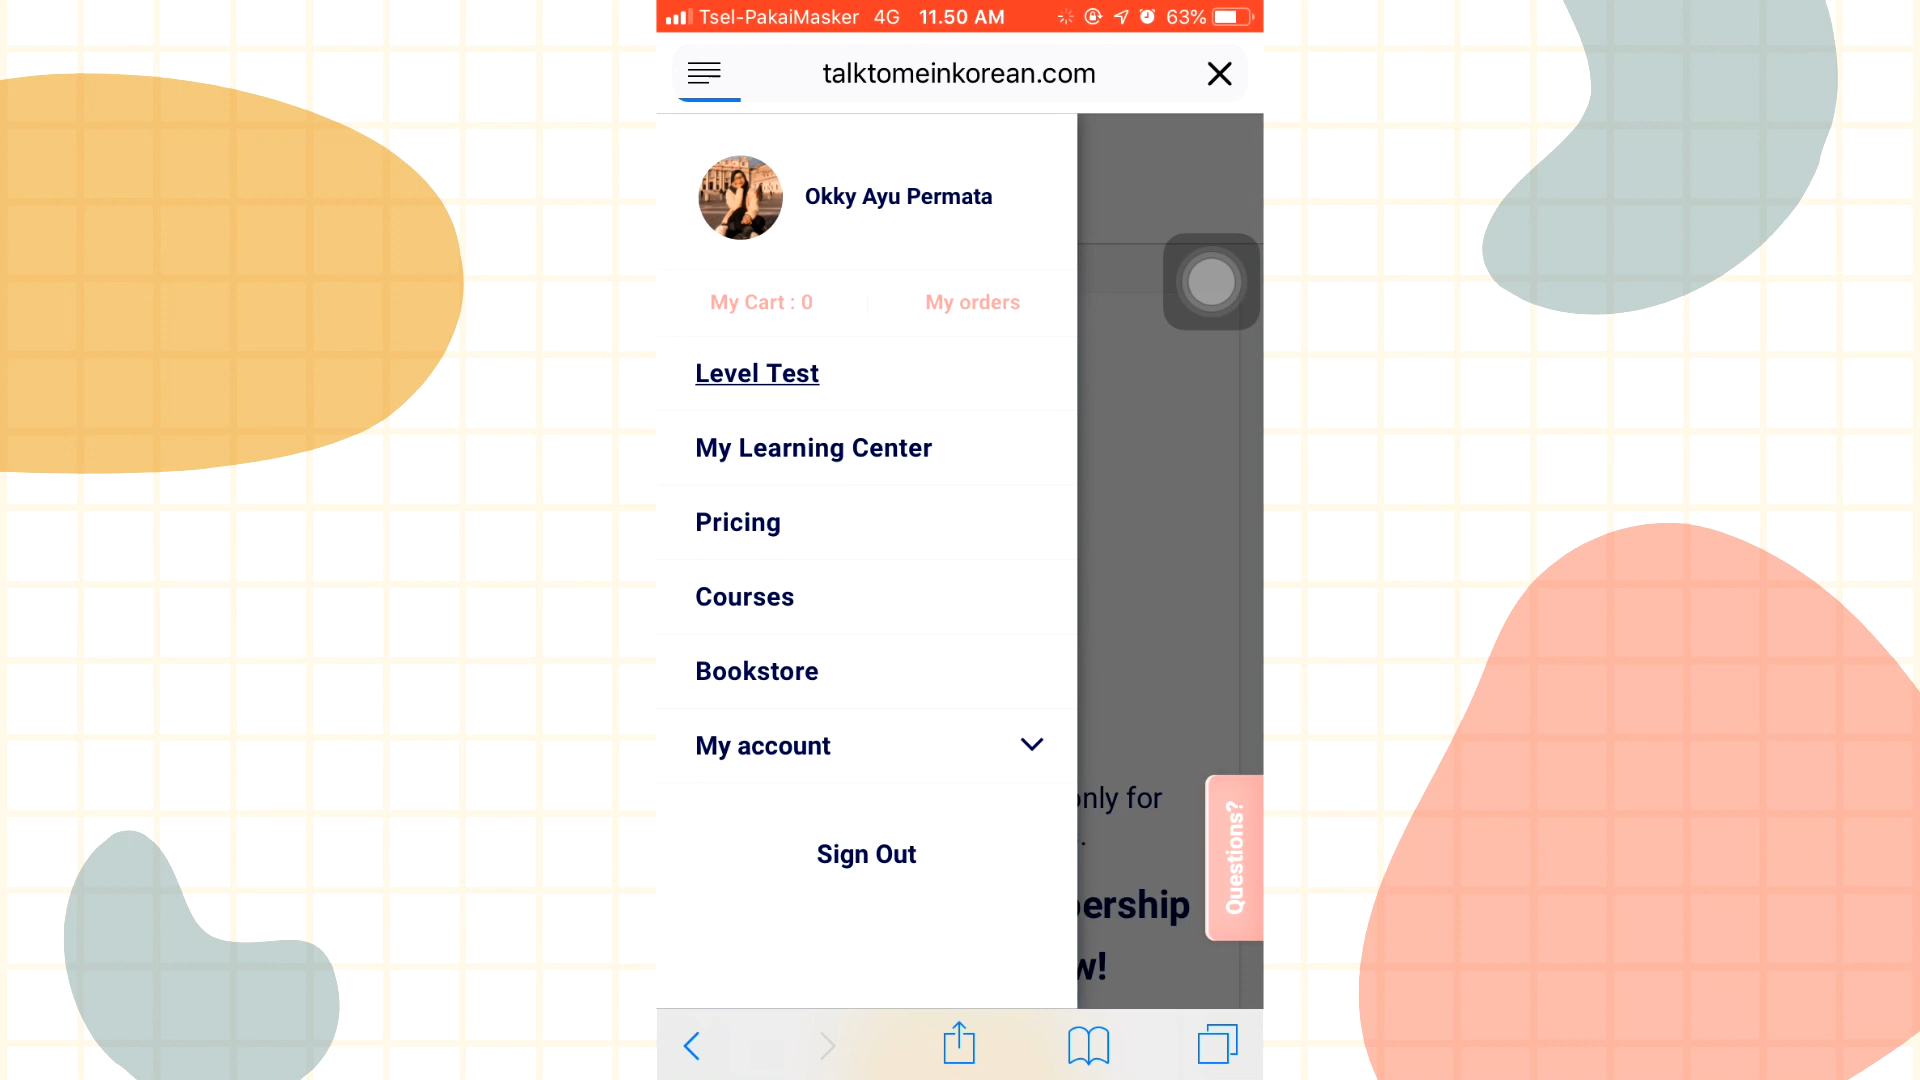 Tsel-PakaiMasker 4G 11.50 AM 63%
talktomeinkorean.com
Okky Ayu Permata
My Cart : 0 My orders
Level Test
My Learning Center
Pricing
Courses
Bookstore
My account
only for
Questions?
Sign Out
ership
w!